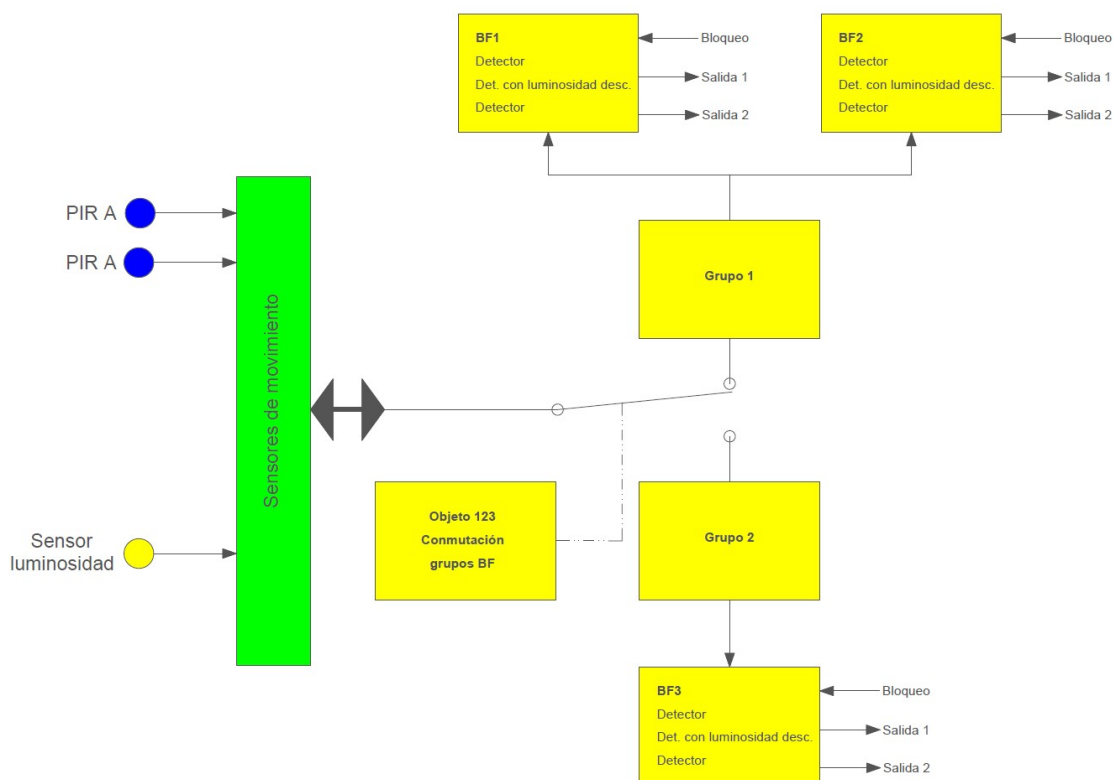 BF1
Detector
Det. con luminosidad desc.
Detector
Bloqueo
Salida 1
Salida 2
BF2
Detector
Det. con luminosidad desc.
Detector
Bloqueo
Salida 1
Salida 2
PIR A
PIR A
Sensores de movimiento
Grupo 1
Sensor
luminosidad
Objeto 123
Conmutación
grupos BF
Grupo 2
BF3
Detector
Det. con luminosidad desc.
Detector
Bloqueo
Salida 1
Salida 2